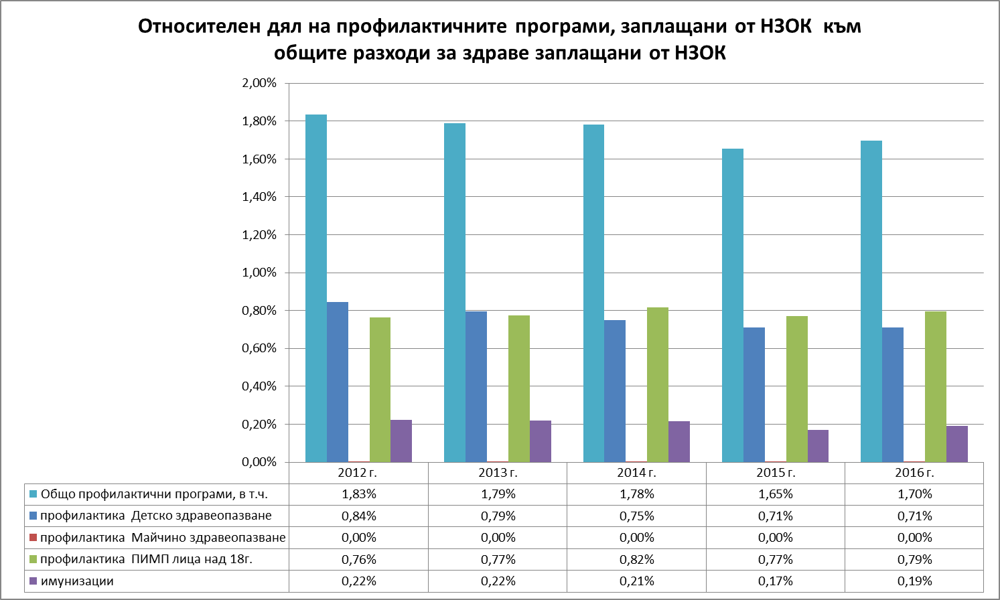 Относителен дял на профилактичните програми, заплащани от НЗОК към
общите разходи за здраве заплащани от НЗОК
2,00%
1,80%
1,60%
1,40%
1,20%
1,00%
0,80%
0,60%
0,40%
0,20%
0,00%
2012 г. 2013 г. 2014 г. 2015 г. 2016 г.
Общо профилактични програми, в т.ч. 1,83% 1,79% 1,78% 1,65% 1,70%
профилактика Детско здравеопазване 0,84% 0,79% 0,75% 0,71% 0,71%
профилактика Майчино здравеопазване 0,00% 0,00% 0,00% 0,00% 0,00%
профилактика ПИМП лица над 18г. 0,76% 0,77% 0,82% 0,77% 0,79%
имунизации 0,22% 0,22% 0,21% 0,17% 0,19%